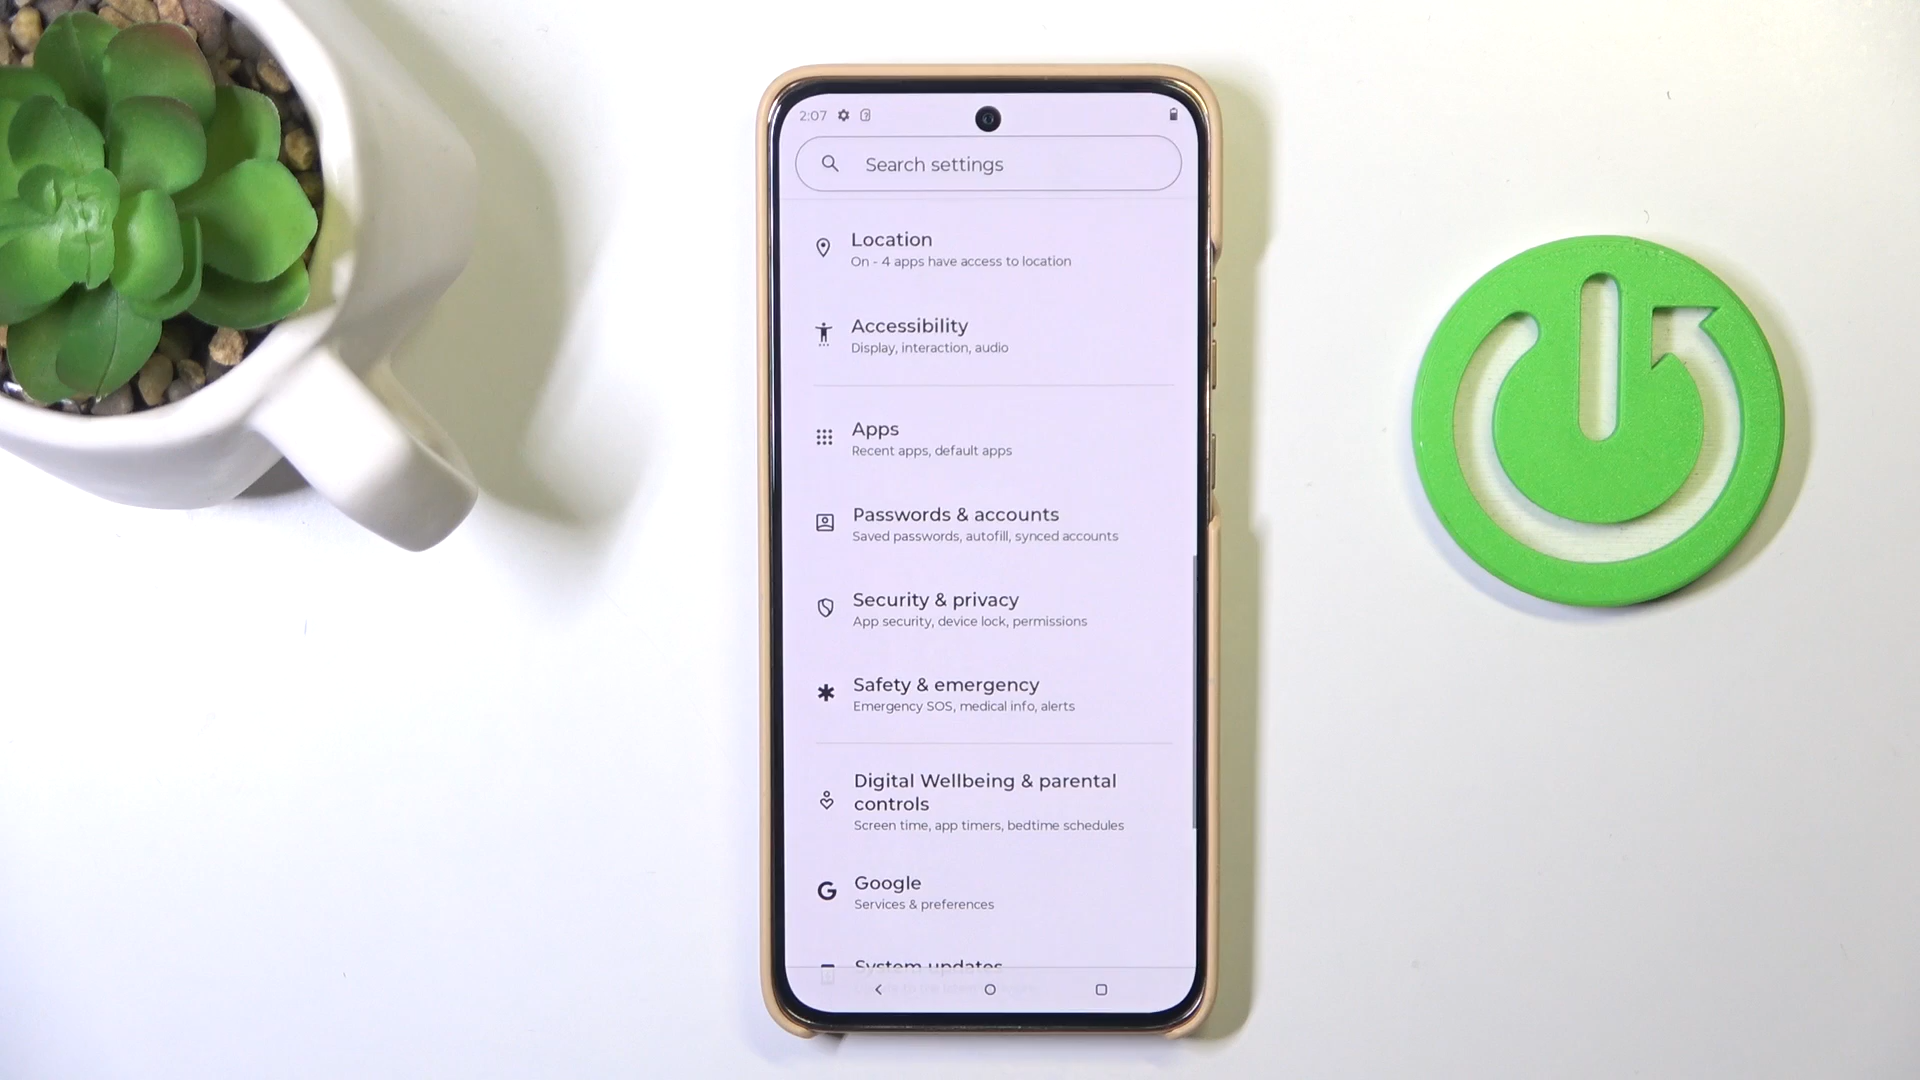 2:07
Search settings
Location
On - 4 apps have access to location
Accessibility
Display, interaction, audio
Apps
Recent apps, default apps
Passwords & accounts
Saved passwords, autofill, synced accounts
Security & privacy
App security, device lock, permissions
Safety & emergency
Emergency SOS, medical info, alerts
Digital Wellbeing & parental
controls
Screen time, app timers, bedtime schedules
Google
Services & preferences
System updates